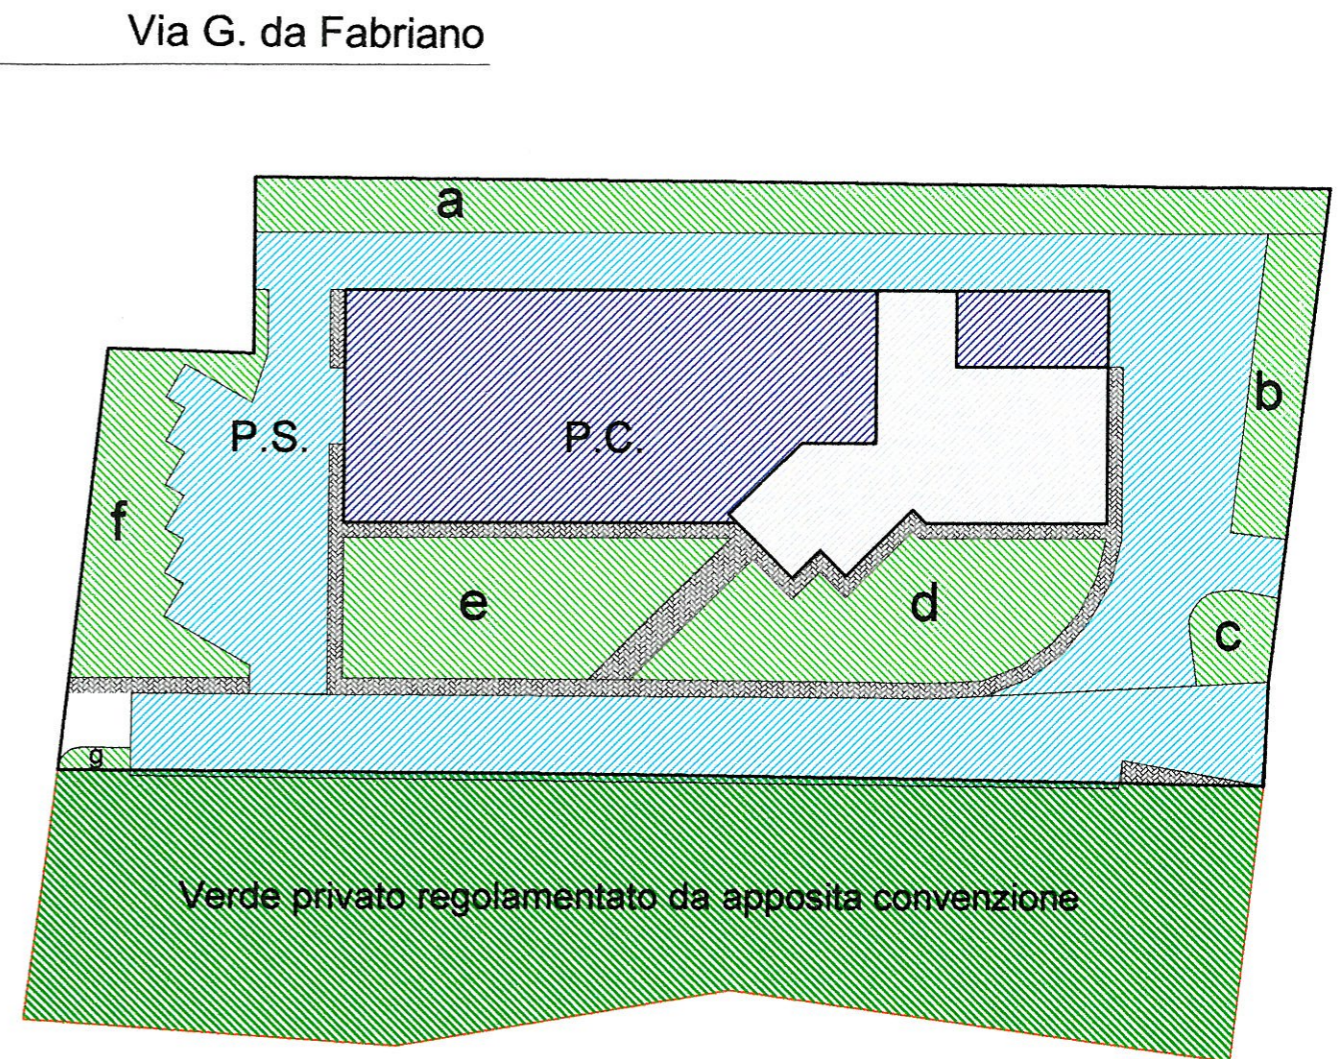 Via G. da Fabriano
a
b
P.S.
P.C.
f
e
d
c
g
Verde privato regolamentato da apposita convenzione